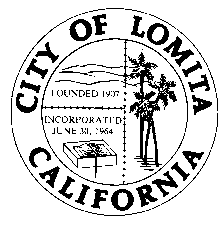 CITY OF LOMITA
FOUNDED 1907
INCORPORATED
JUNE 30, 1964
CALIFORNIA